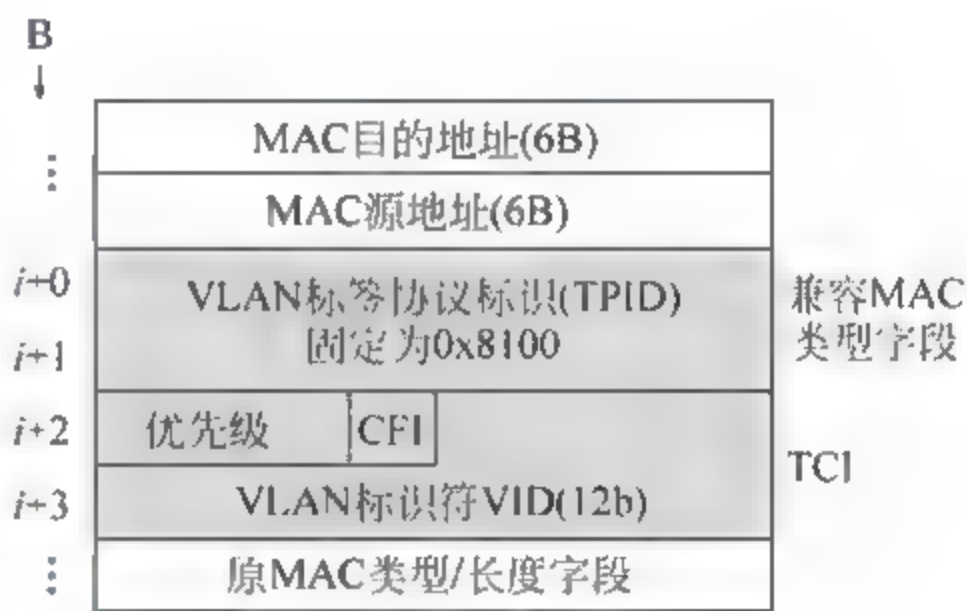 B
MAC目的地址(6B)
MAC源地址(6B)
i+0
VLAN标签协议标识(TPID)
兼容MAC
i+1
固定为0x8100
类型字段
i+2
优先级
CFI
TCI
i+3
VLAN标识符VID(12b)
原MAC类型/长度字段